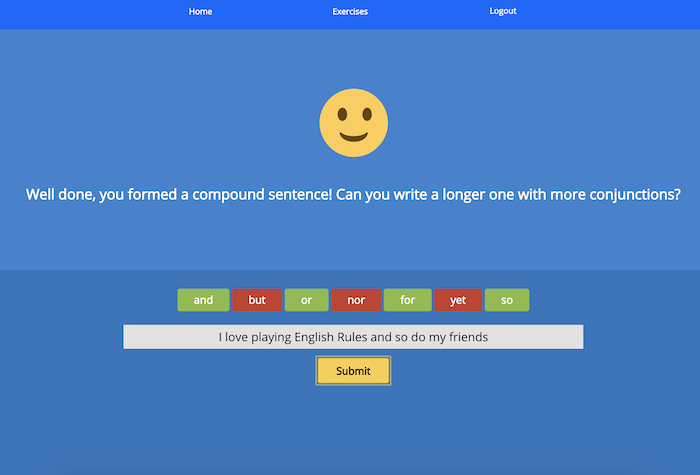 Home Exercises Logout
Well done, you formed a compound sentence! Can you write a longer one with more conjunctions?
and but or nor for yet so
I love playing English Rules and so do my friends
Submit